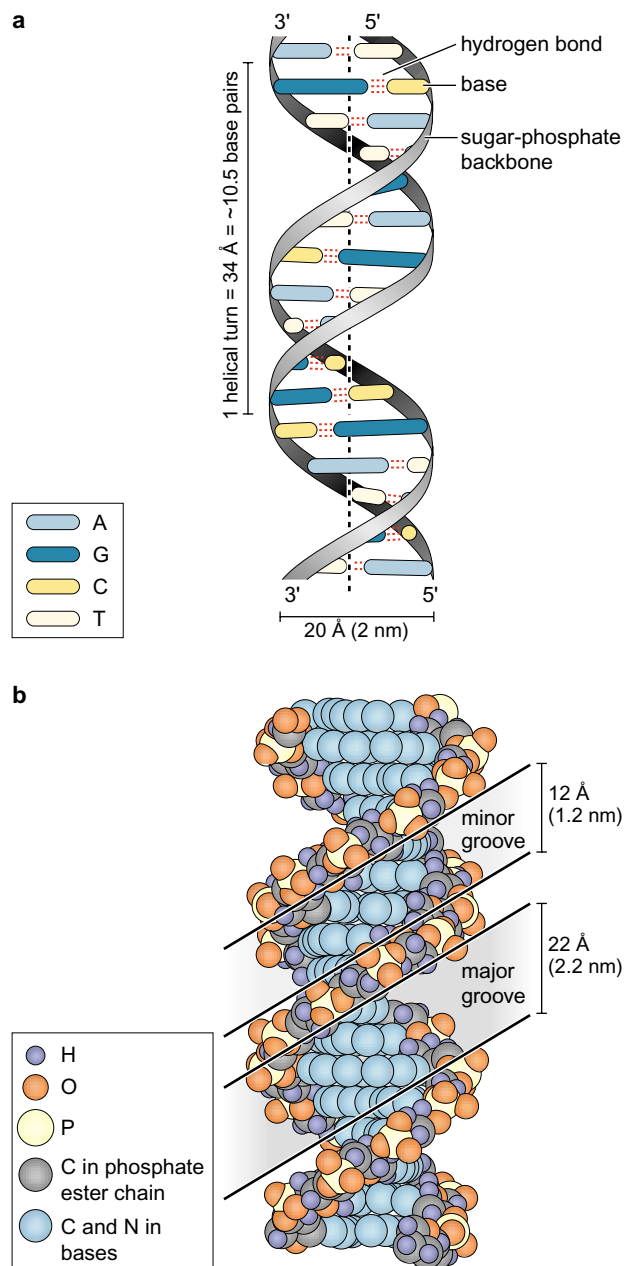 a
3'
5'
hydrogen bond
base
sugar-phosphate
backbone
1 helical turn = 34 Å = ~10.5 base pairs
A
G
C
T
3'
5'
20 Å (2 nm)
b
12 Å
(1.2 nm)
minor
groove
22 Å
(2.2 nm)
major
groove
H
O
P
C in phosphate
ester chain
C and N in
bases